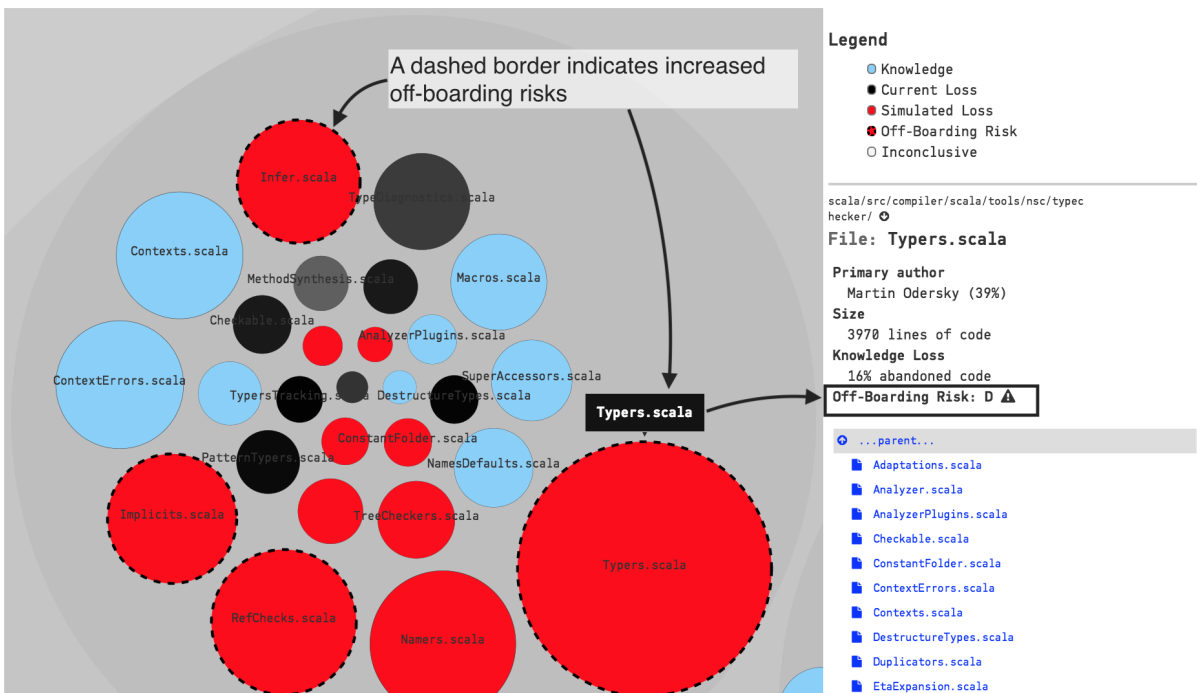 A dashed border indicates increased
off-boarding risks
Infer.scala
TypeDiagnostics.scala
Contexts.scala
MethodSynthesis.scala
Macros.scala
Checkable.scala
AnalyzerPlugins.scala
ContextErrors.scala
SuperAccessors.scala
TypersTracking.scala
DestructureTypes.scala
Typers.scala
ConstantFolder.scala
PatternTypers.scala
NamesDefaults.scala
Implicits.scala
TreeCheckers.scala
Typers.scala
RefChecks.scala
Namers.scala
Legend
Knowledge
Current Loss
Simulated Loss
Off-Boarding Risk
Inconclusive
scala/src/compiler/scala/tools/nsc/typec
hecker/
File: Typers.scala
Primary author
Martin Odersky (39%)
Size
3970 lines of code
Knowledge Loss
16% abandoned code
Off-Boarding Risk: D
...parent...
Adaptations.scala
Analyzer.scala
AnalyzerPlugins.scala
Checkable.scala
ConstantFolder.scala
ContextErrors.scala
Contexts.scala
DestructureTypes.scala
Duplicators.scala
EtaExpansion.scala